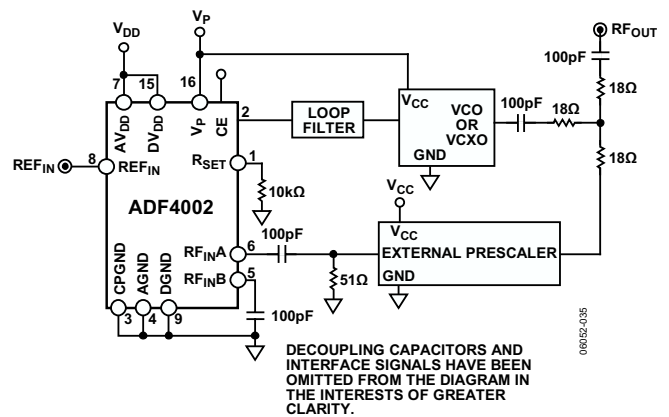 VDD
VP
RFOUT
7
15
16
100pF
18Ω
AVDD
DVDD
VP
CE
2
LOOP
FILTER
VCC
VCO
OR
VCXO
GND
100pF
18Ω
18Ω
REFIN
8
REFIN
RSET
1
10kΩ
ADF4002
VCC
VCC
EXTERNAL PRESCALER
GND
RFINA
6
100pF
51Ω
RFINB
5
100pF
CPGND
AGND
DGND
3
4
9
DECOUPLING CAPACITORS AND
INTERFACE SIGNALS HAVE BEEN
OMITTED FROM THE DIAGRAM IN
THE INTERESTS OF GREATER
CLARITY.
06052-035